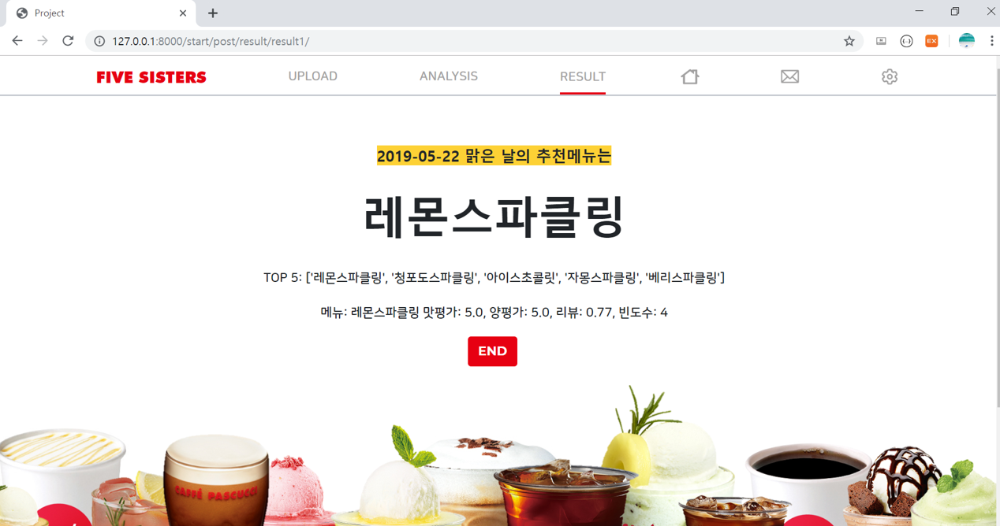 Project
127.0.0.1:8000/start/post/result/result1/
EX
FIVE SISTERS UPLOAD ANALYSIS RESULT
2019-05-22 맑은 날의 추천메뉴는
레몬스파클링
TOP 5: ['레몬스파클링', '청포도스파클링', '아이스초콜릿', '자몽스파클링', '베리스파클링']
메뉴: 레몬스파클링 맛평가: 5.0, 양평가: 5.0, 리뷰: 0.77, 빈도수: 4
END
CAFFÉ PASCUCCI